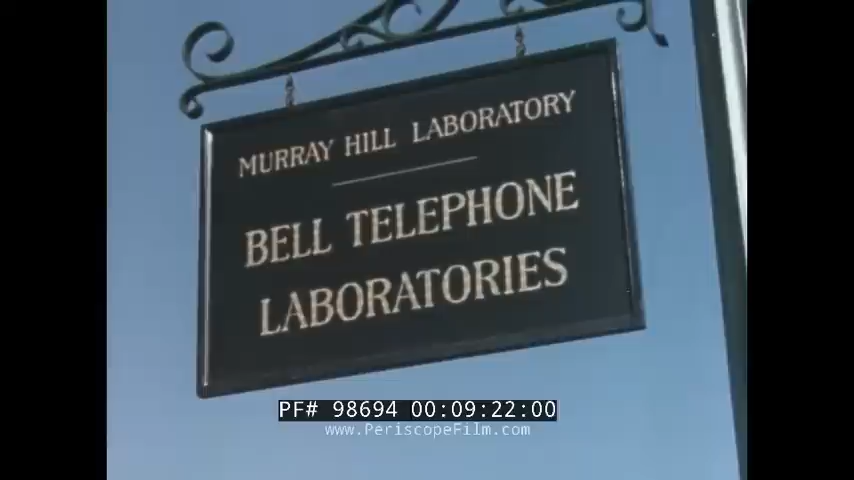 MURRAY HILL LABORATORY
BELL TELEPHONE
LABORATORIES
PF# 98694 00:09:22:00
www.PeriscopeFilm.com